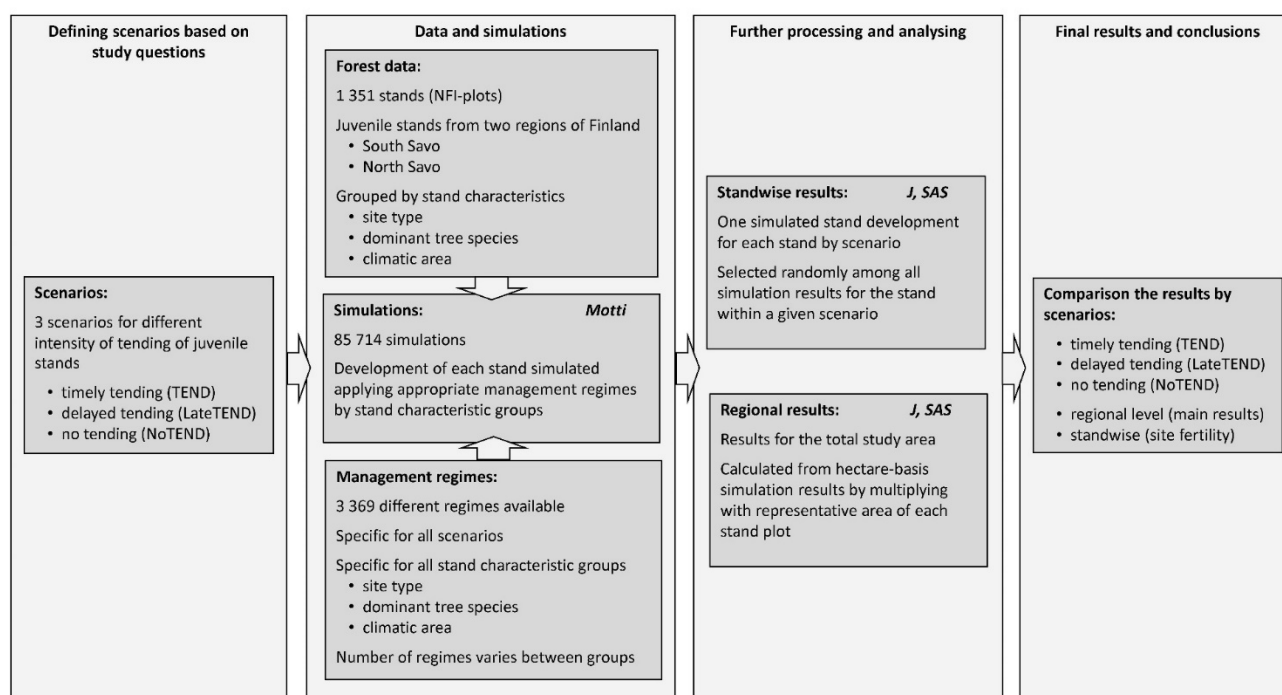 Defining scenarios based on
study questions
Scenarios:
3 scenarios for different
intensity of tending of juvenile
stands
• timely tending (TEND)
• delayed tending (LateTEND)
• no tending (NoTEND)
Data and simulations
Forest data:
1 351 stands (NFI-plots)
Juvenile stands from two regions of Finland
• South Savo
• North Savo
Grouped by stand characteristics
• site type
• dominant tree species
• climatic area
Simulations: Motti
85 714 simulations
Development of each stand simulated
applying appropriate management regimes
by stand characteristic groups
Management regimes:
3 369 different regimes available
Specific for all scenarios
Specific for all stand characteristic groups
• site type
• dominant tree species
• climatic area
Number of regimes varies between groups
Further processing and analysing
Standwise results: J, SAS
One simulated stand development
for each stand by scenario
Selected randomly among all
simulation results for the stand
within a given scenario
Regional results: J, SAS
Results for the total study area
Calculated from hectare-basis
simulation results by multiplying
with representative area of each
stand plot
Final results and conclusions
Comparison the results by
scenarios:
• timely tending (TEND)
• delayed tending (LateTEND)
• no tending (NoTEND)
• regional level (main results)
• standwise (site fertility)